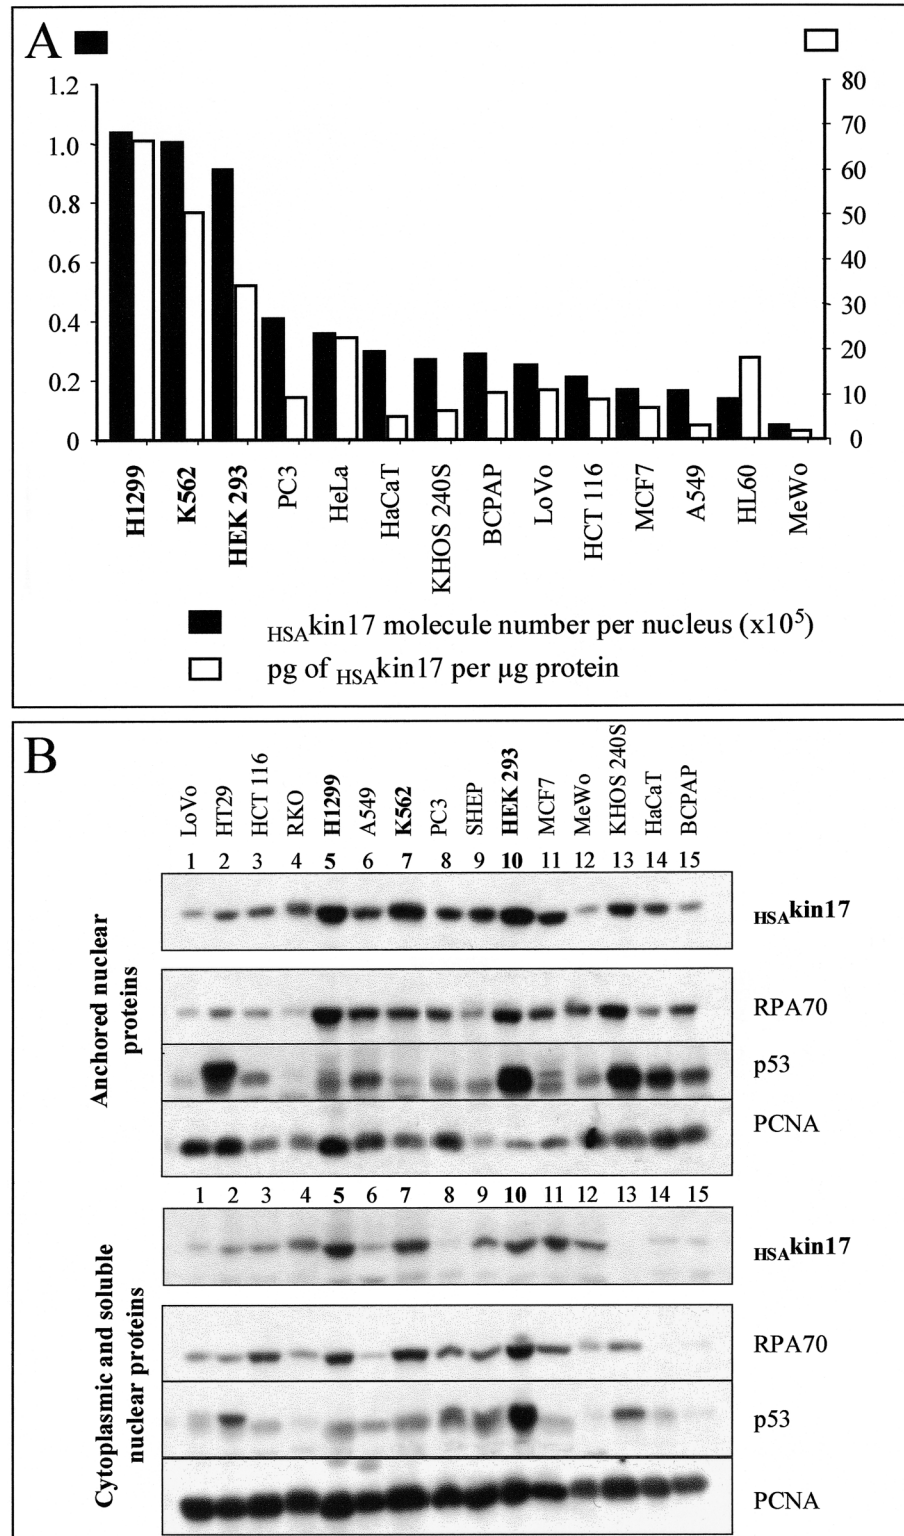 A
1.2
1.0
0.8
0.6
0.4
0.2
0
80
70
60
50
40
30
20
10
0
H1299
K562
HEK 293
PC3
HeLa
HaCaT
KHOS 240S
BCPAP
LoVo
HCT 116
MCF7
A549
HL60
MeWo
HSAkin17 molecule number per nucleus (x10⁵)
pg of HSAkin17 per µg protein
B
LoVo
HT29
HCT 116
RKO
H1299
A549
K562
PC3
SHEP
HEK 293
MCF7
MeWo
KHOS 240S
HaCaT
BCPAP
1 2 3 4 5 6 7 8 9 10 11 12 13 14 15
Anchored nuclear
proteins
HSAkin17
RPA70
p53
PCNA
1 2 3 4 5 6 7 8 9 10 11 12 13 14 15
Cytoplasmic and soluble
nuclear proteins
HSAkin17
RPA70
p53
PCNA